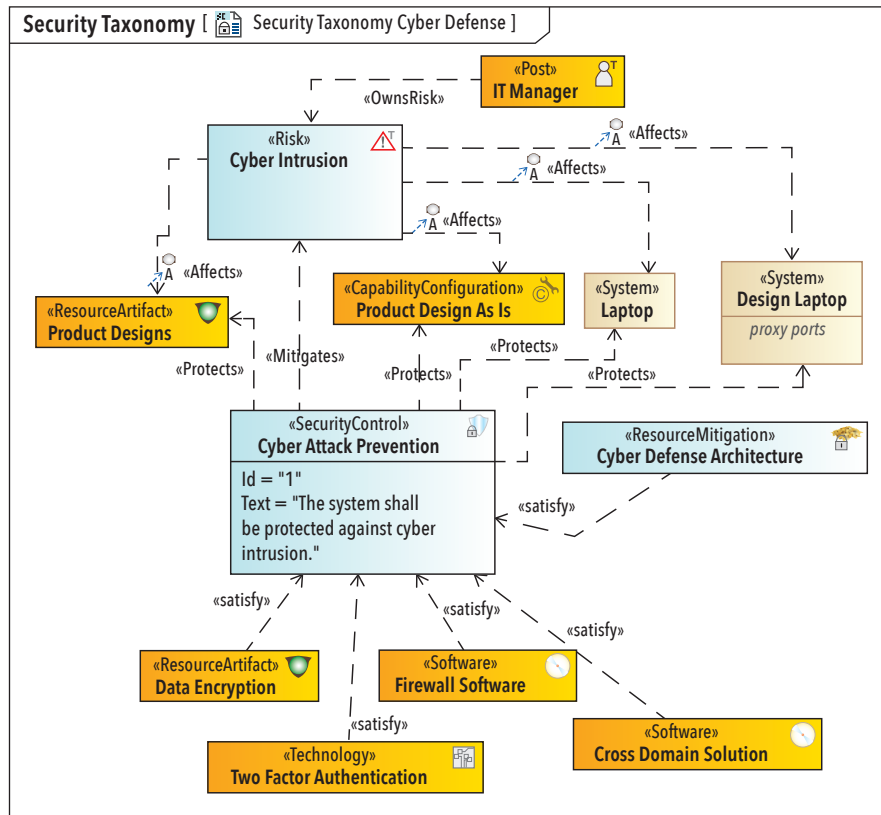 Security Taxonomy [ Security Taxonomy Cyber Defense ]
«Post»
IT Manager
«OwnsRisk»
«Risk»
Cyber Intrusion
T
T
A «Affects»
A «Affects»
A «Affects»
A «Affects»
«ResourceArtifact»
Product Designs
«CapabilityConfiguration»
Product Design As Is
©
«System»
Laptop
«System»
Design Laptop
proxy ports
«Protects»
«Mitigates»
«Protects»
«Protects»
«Protects»
«SecurityControl»
Cyber Attack Prevention
Id = "1"
Text = "The system shall
be protected against cyber
intrusion."
«ResourceMitigation»
Cyber Defense Architecture
«satisfy»
«satisfy»
«satisfy»
«satisfy»
«satisfy»
«ResourceArtifact»
Data Encryption
«Software»
Firewall Software
«Technology»
Two Factor Authentication
«Software»
Cross Domain Solution